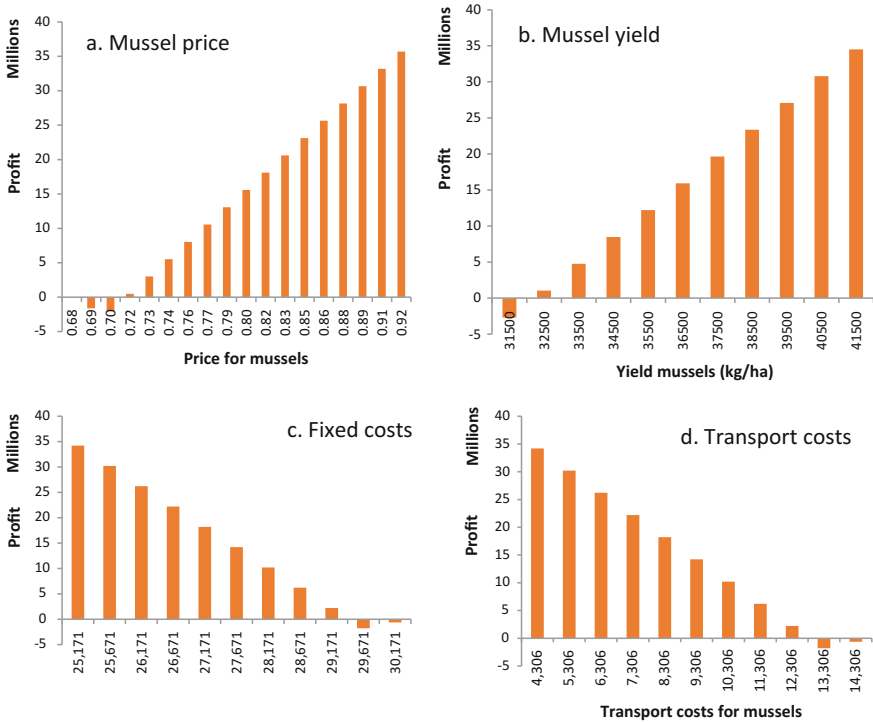 a. Mussel price
Millions
Profit
40
35
30
25
20
15
10
5
0
-5
0.68 0.69 0.70 0.72 0.73 0.74 0.76 0.77 0.79 0.80 0.82 0.83 0.85 0.86 0.88 0.89 0.91 0.92
Price for mussels
b. Mussel yield
Millions
Profit
40
35
30
25
20
15
10
5
0
-5
31500 32500 33500 34500 35500 36500 37500 38500 39500 40500 41500
Yield mussels (kg/ha)
c. Fixed costs
Millions
Profit
40
35
30
25
20
15
10
5
0
-5
25,171 25,671 26,171 26,671 27,171 27,671 28,171 28,671 29,171 29,671 30,171
d. Transport costs
Millions
Profit
40
35
30
25
20
15
10
5
0
-5
4,306 5,306 6,306 7,306 8,306 9,306 10,306 11,306 12,306 13,306 14,306
Transport costs for mussels